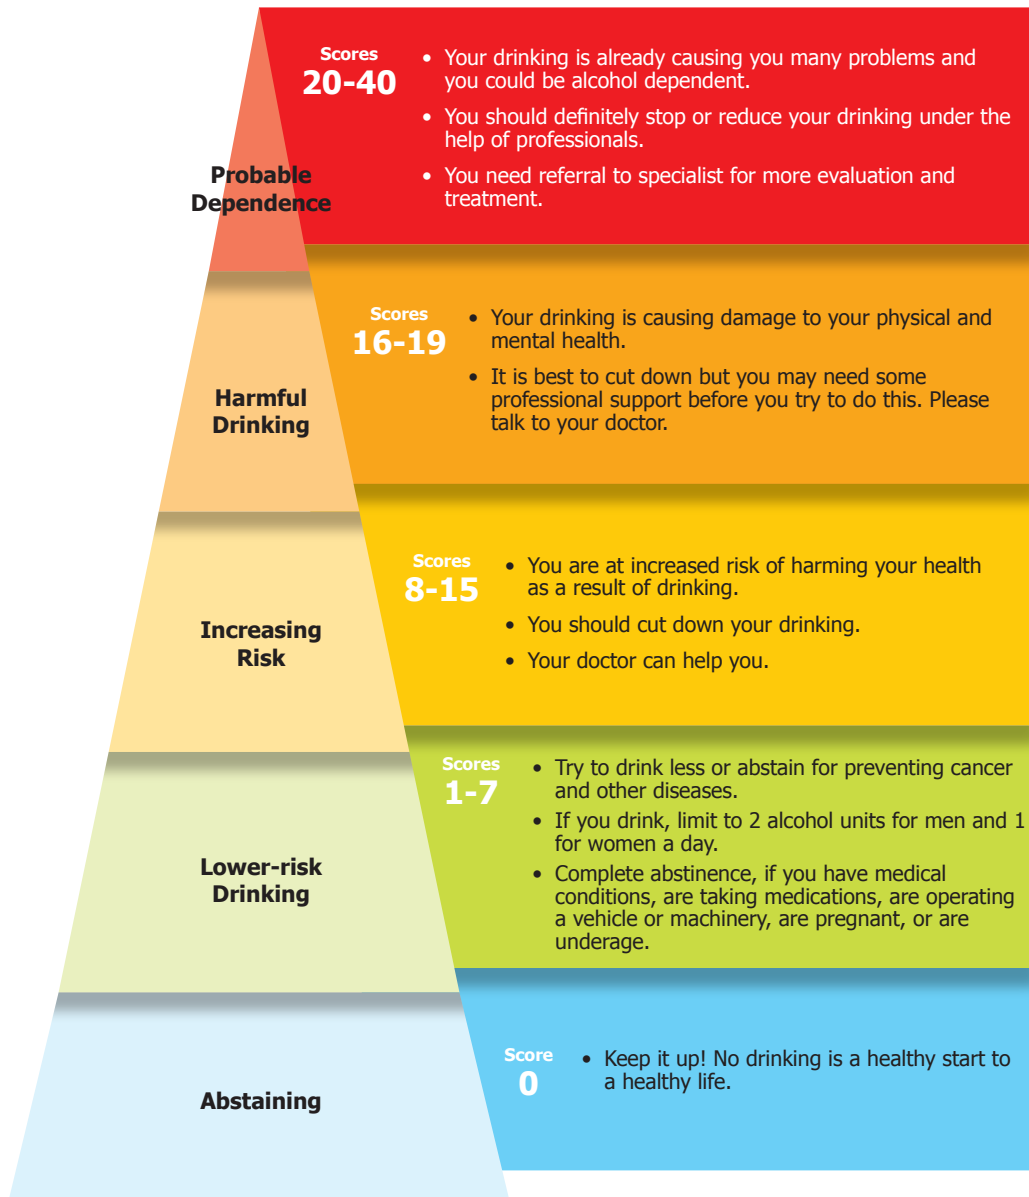 Probable
Dependence
Scores
20-40
• Your drinking is already causing you many problems and
you could be alcohol dependent.
• You should definitely stop or reduce your drinking under the
help of professionals.
• You need referral to specialist for more evaluation and
treatment.
Harmful
Drinking
Scores
16-19
• Your drinking is causing damage to your physical and
mental health.
• It is best to cut down but you may need some
professional support before you try to do this. Please
talk to your doctor.
Increasing
Risk
Scores
8-15
• You are at increased risk of harming your health
as a result of drinking.
• You should cut down your drinking.
• Your doctor can help you.
Lower-risk
Drinking
Scores
1-7
• Try to drink less or abstain for preventing cancer
and other diseases.
• If you drink, limit to 2 alcohol units for men and 1
for women a day.
• Complete abstinence, if you have medical
conditions, are taking medications, are operating
a vehicle or machinery, are pregnant, or are
underage.
Abstaining
Score
0
• Keep it up! No drinking is a healthy start to
a healthy life.